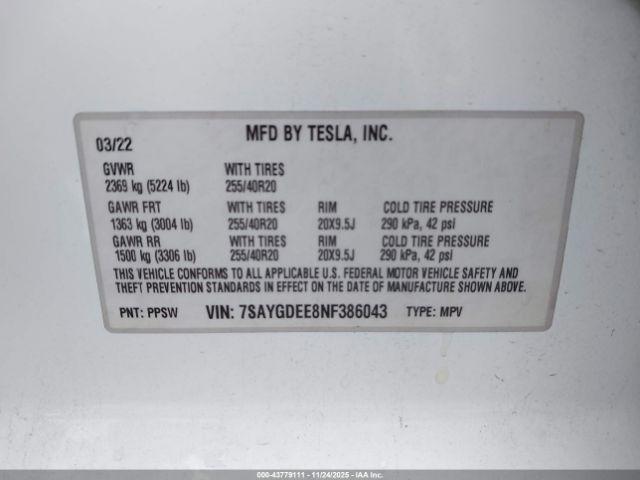 03/22 MFD BY TESLA, INC.
GVWR WITH TIRES
2369 kg (5224 lb) 255/40R20
GAWR FRT WITH TIRES RIM COLD TIRE PRESSURE
1363 kg (3004 lb) 255/40R20 20X9.5J 290 kPa, 42 psi
GAWR RR WITH TIRES RIM COLD TIRE PRESSURE
1500 kg (3306 lb) 255/40R20 20X9.5J 290 kPa, 42 psi
THIS VEHICLE CONFORMS TO ALL APPLICABLE U.S. FEDERAL MOTOR VEHICLE SAFETY AND
THEFT PREVENTION STANDARDS IN EFFECT ON THE DATE OF MANUFACTURE SHOWN ABOVE.
PNT: PPSW VIN: 7SAYGDEE8NF386043 TYPE: MPV
000-43779111 - 11/24/2025 - IAA Inc.